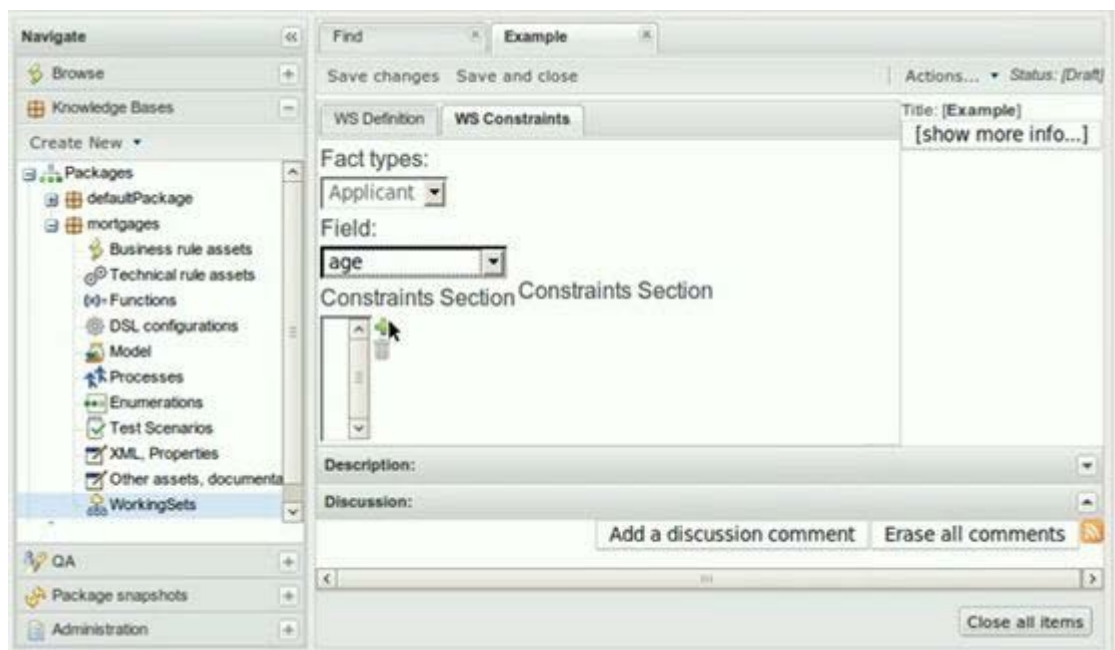 Navigate
Browse
Knowledge Bases
Create New
Packages
defaultPackage
mortgages
Business rule assets
Technical rule assets
Functions
DSL configurations
Model
Processes
Enumerations
Test Scenarios
XML, Properties
Other assets, documenta
WorkingSets
QA
Package snapshots
Administration
Find
Example
Save changes Save and close
Actions... Status: [Draft]
WS Definition WS Constraints
Title: [Example]
[show more info...]
Fact types:
Applicant
Field:
age
Constraints Section Constraints Section
Description:
Discussion:
Add a discussion comment Erase all comments
Close all items